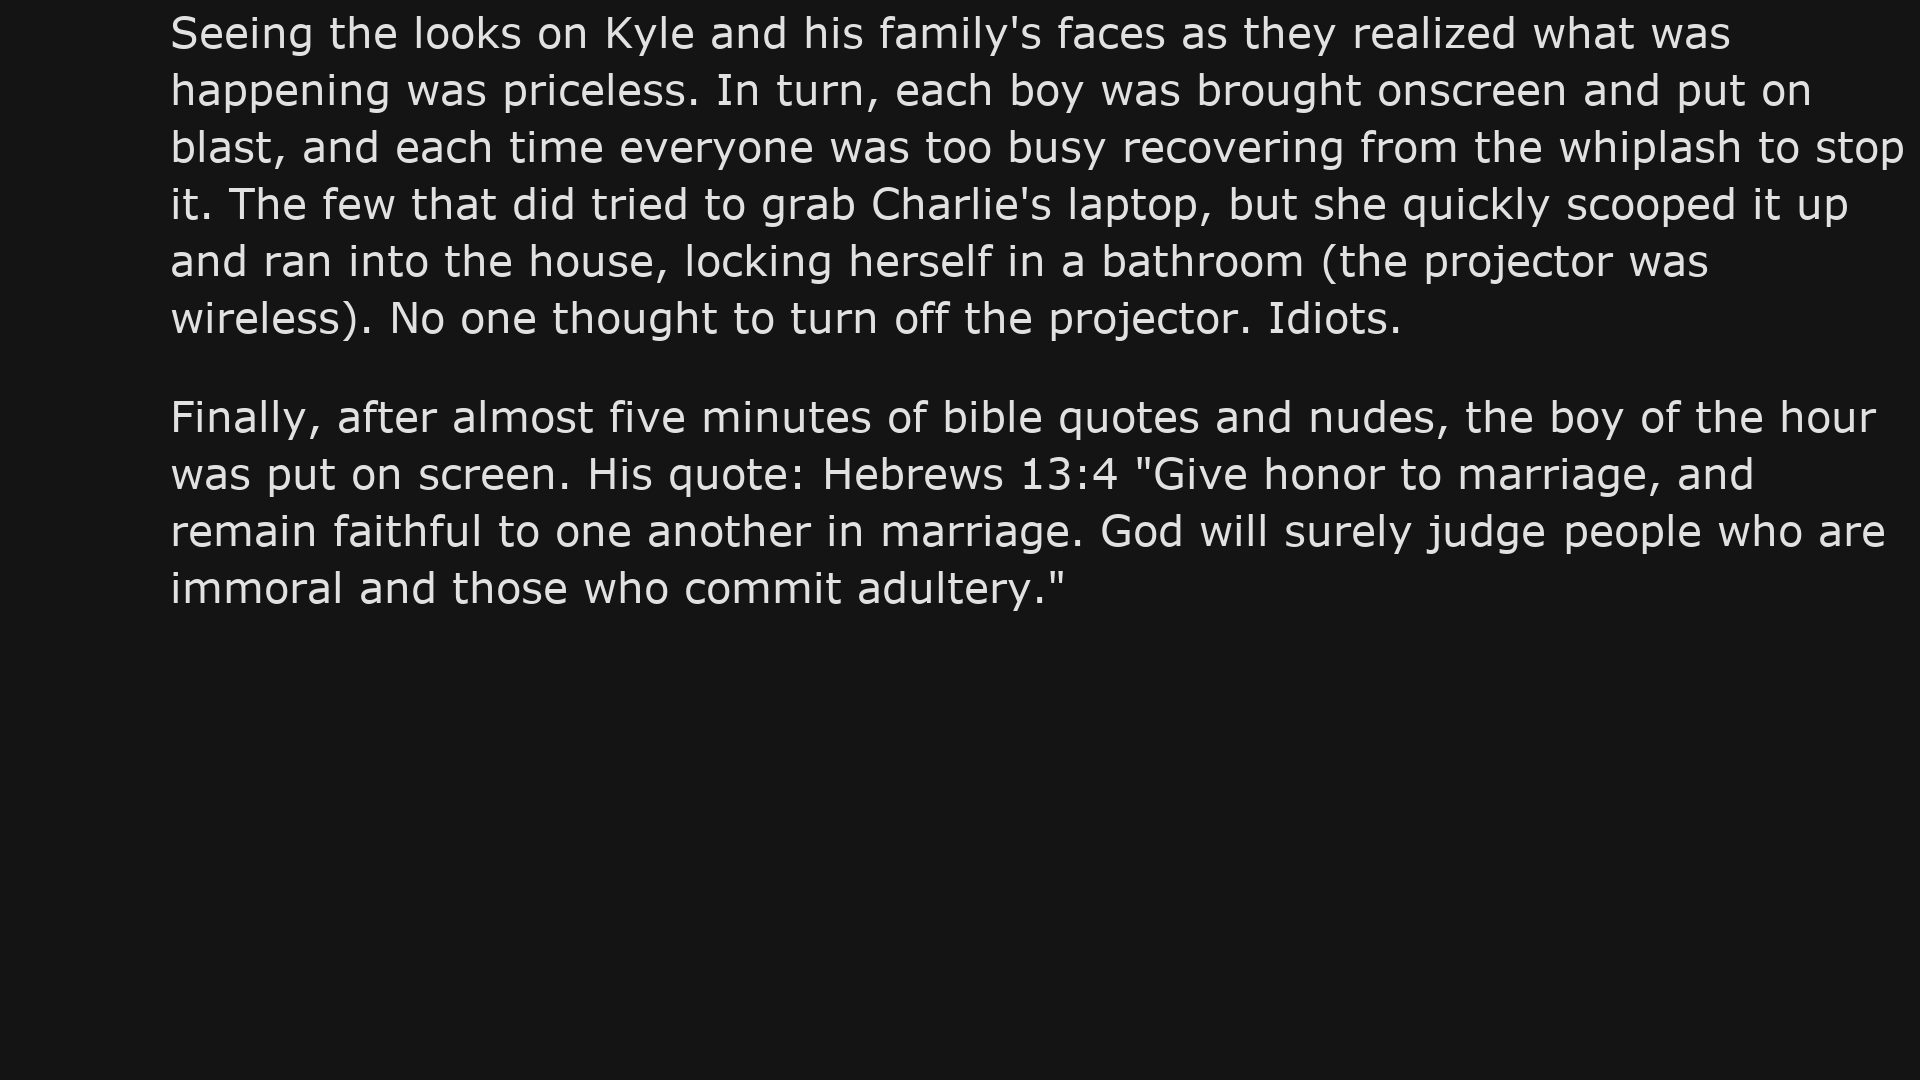 Seeing the looks on Kyle and his family's faces as they realized what was
happening was priceless. In turn, each boy was brought onscreen and put on
blast, and each time everyone was too busy recovering from the whiplash to stop
it. The few that did tried to grab Charlie's laptop, but she quickly scooped it up
and ran into the house, locking herself in a bathroom (the projector was
wireless). No one thought to turn off the projector. Idiots.
Finally, after almost five minutes of bible quotes and nudes, the boy of the hour
was put on screen. His quote: Hebrews 13:4 "Give honor to marriage, and
remain faithful to one another in marriage. God will surely judge people who are
immoral and those who commit adultery."